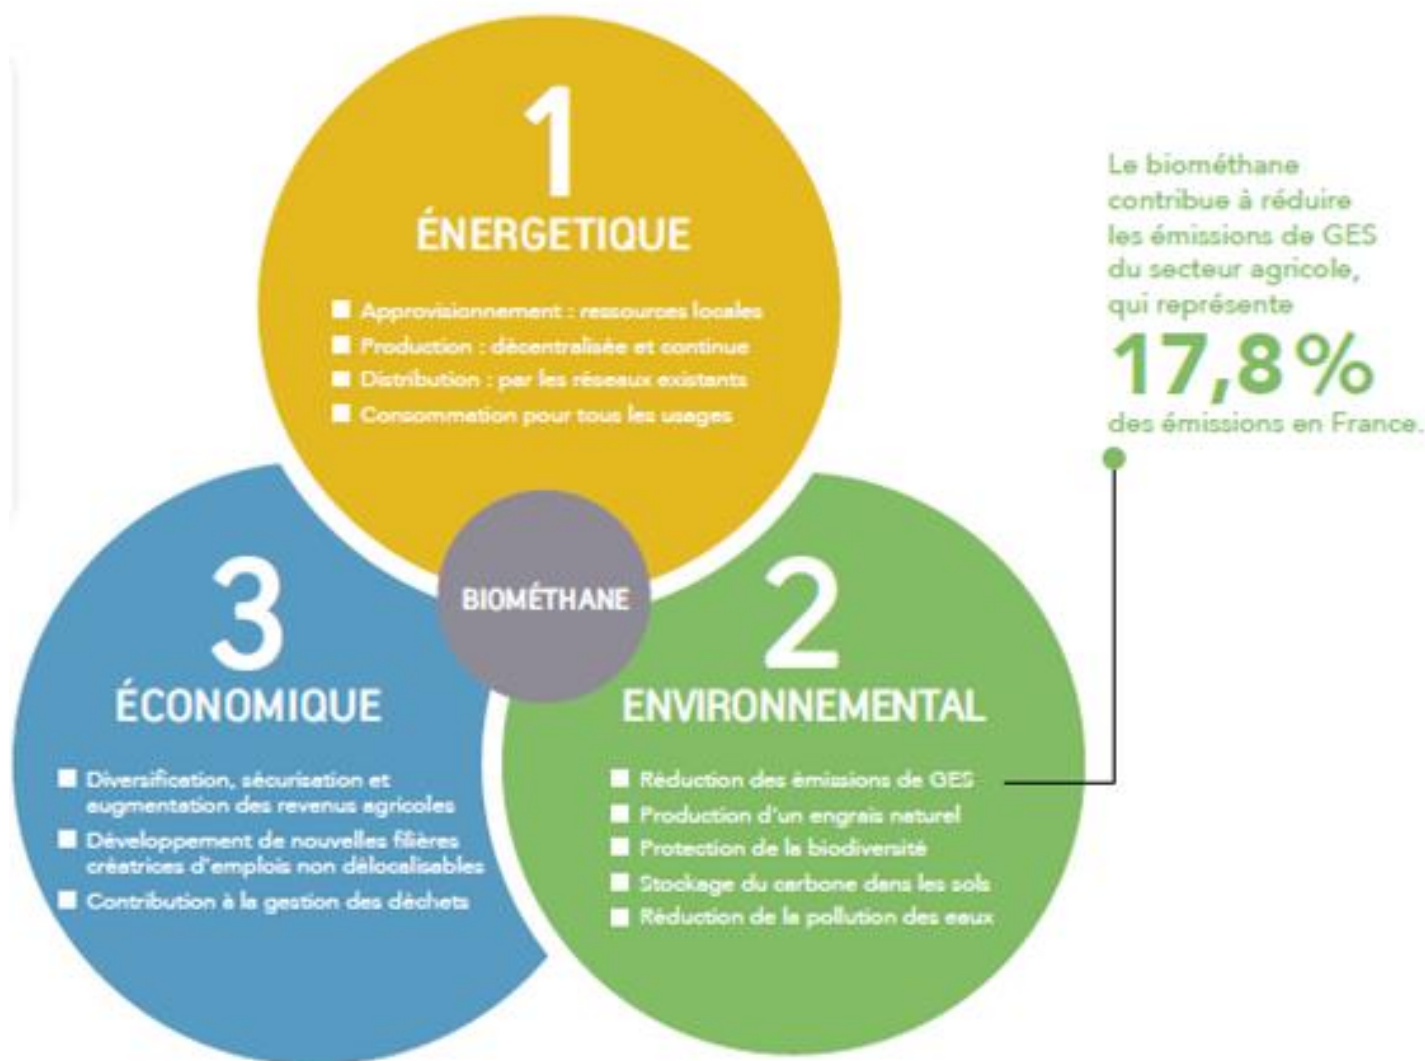 1
ÉNERGETIQUE
Approvisionnement : ressources locales
Production : décentralisée et continue
Distribution : par les réseaux existants
Consommation pour tous les usages
Le biométhane
contribue à réduire
les émissions de GES
du secteur agricole,
qui représente
17,8 %
des émissions en France.
BIOMÉTHANE
2
ENVIRONNEMENTAL
Réduction des émissions de GES
Production d'un engrais naturel
Protection de la biodiversité
Stockage du carbone dans les sols
Réduction de la pollution des eaux
3
ÉCONOMIQUE
Diversification, sécurisation et
augmentation des revenus agricoles
Développement de nouvelles filières
créatrices d'emplois non délocalisables
Contribution à la gestion des déchets